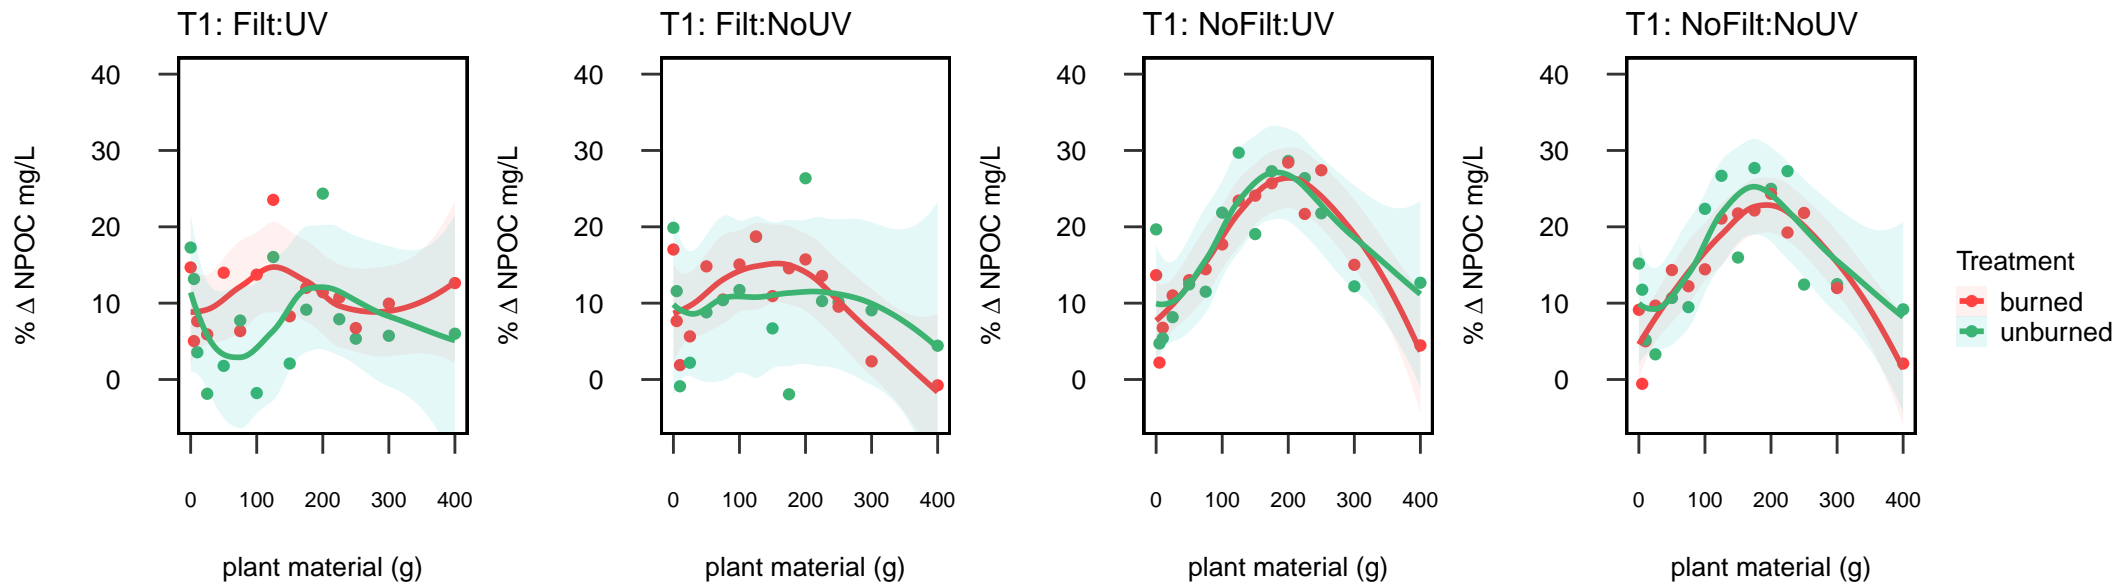 T1: Filt:UV
T1: Filt:NoUV
T1: NoFilt:UV
T1: NoFilt:NoUV
% Δ NPOC mg/L
40
30
20
10
0
0 100 200 300 400
plant material (g)
% Δ NPOC mg/L
40
30
20
10
0
0 100 200 300 400
plant material (g)
% Δ NPOC mg/L
40
30
20
10
0
0 100 200 300 400
plant material (g)
% Δ NPOC mg/L
40
30
20
10
0
0 100 200 300 400
plant material (g)
Treatment
burned
unburned